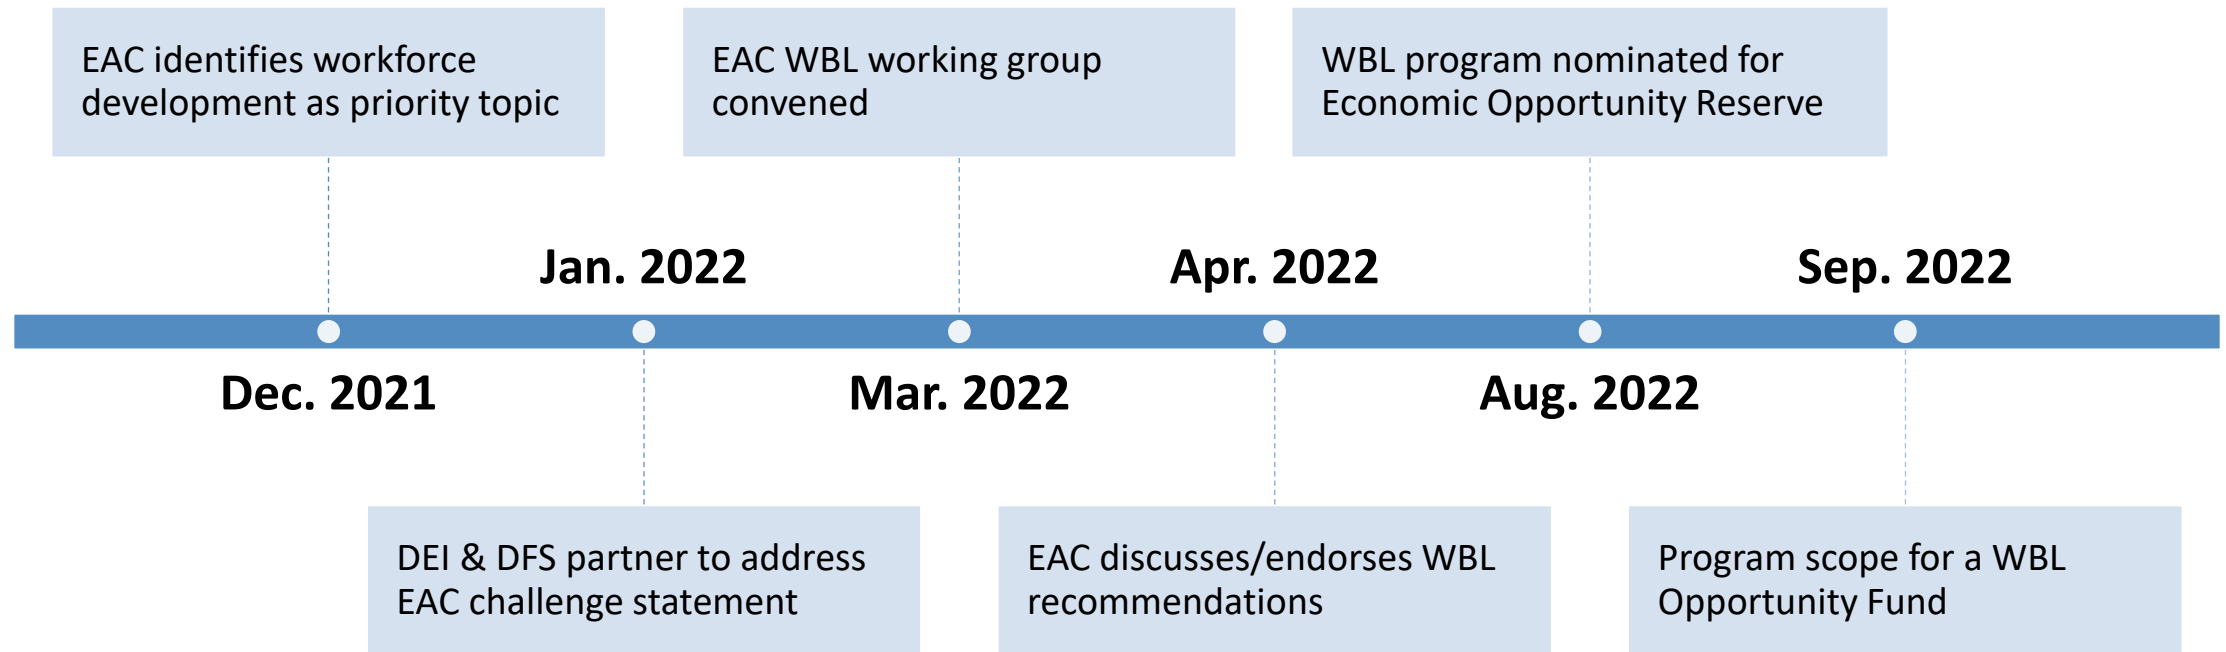 EAC identifies workforce
development as priority topic
EAC WBL working group
convened
WBL program nominated for
Economic Opportunity Reserve
Jan. 2022
Apr. 2022
Sep. 2022
Dec. 2021
Mar. 2022
Aug. 2022
DEI & DFS partner to address
EAC challenge statement
EAC discusses/endorses WBL
recommendations
Program scope for a WBL
Opportunity Fund